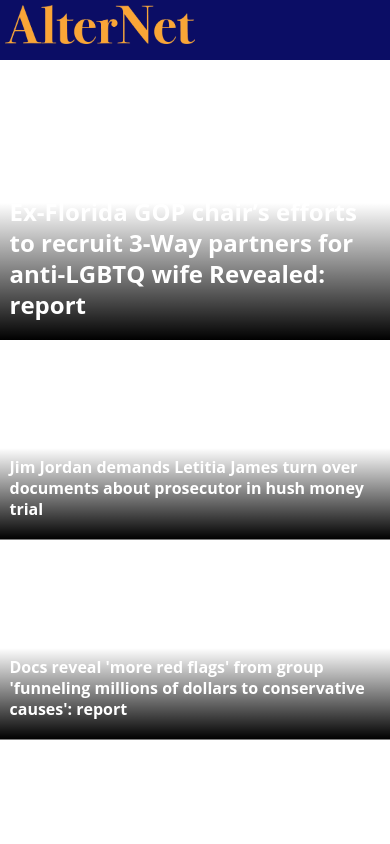 AlterNet
Ex-Florida GOP chair's efforts
to recruit 3-Way partners for
anti-LGBTQ wife Revealed:
report
Jim Jordan demands Letitia James turn over
documents about prosecutor in hush money
trial
Docs reveal 'more red flags' from group
'funneling millions of dollars to conservative
causes': report